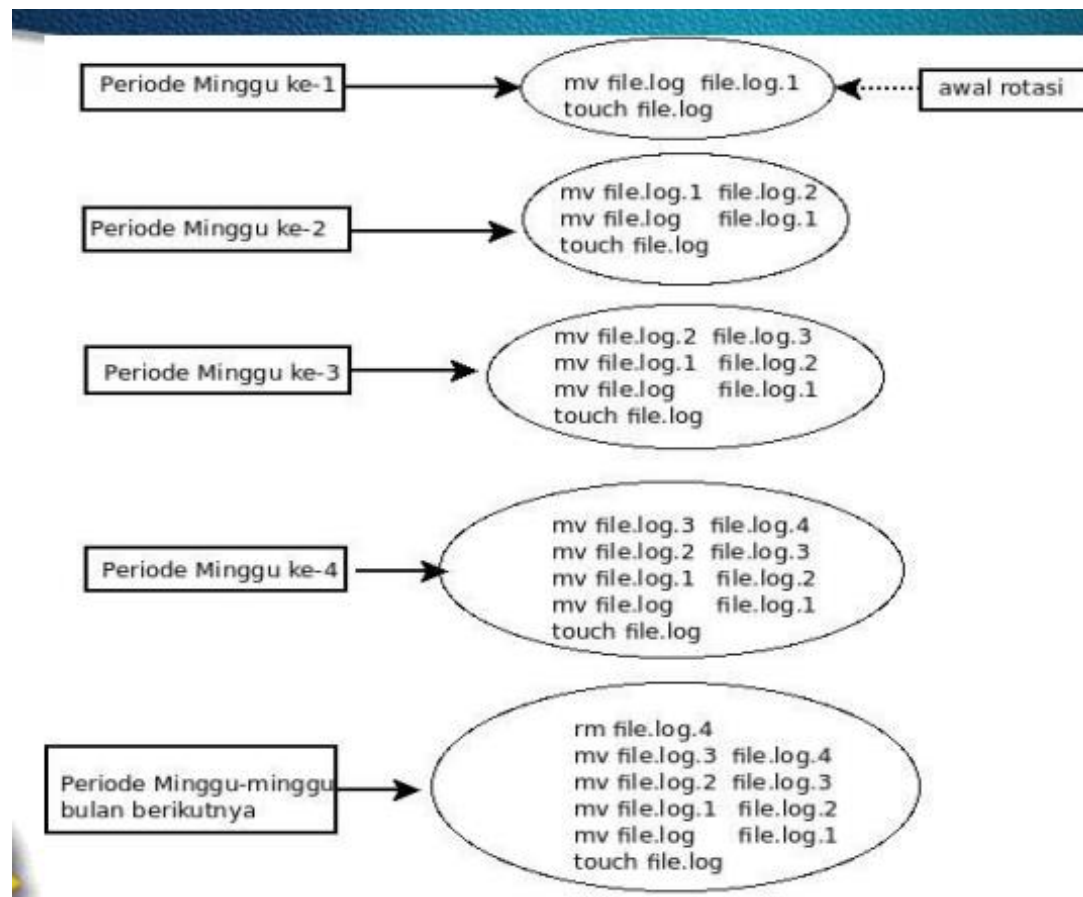 Periode Minggu ke-1
mv file.log file.log.1
touch file.log
awal rotasi
Periode Minggu ke-2
mv file.log.1 file.log.2
mv file.log file.log.1
touch file.log
Periode Minggu ke-3
mv file.log.2 file.log.3
mv file.log.1 file.log.2
mv file.log file.log.1
touch file.log
Periode Minggu ke-4
mv file.log.3 file.log.4
mv file.log.2 file.log.3
mv file.log.1 file.log.2
mv file.log file.log.1
touch file.log
Periode Minggu-minggu
bulan berikutnya
rm file.log.4
mv file.log.3 file.log.4
mv file.log.2 file.log.3
mv file.log.1 file.log.2
mv file.log file.log.1
touch file.log